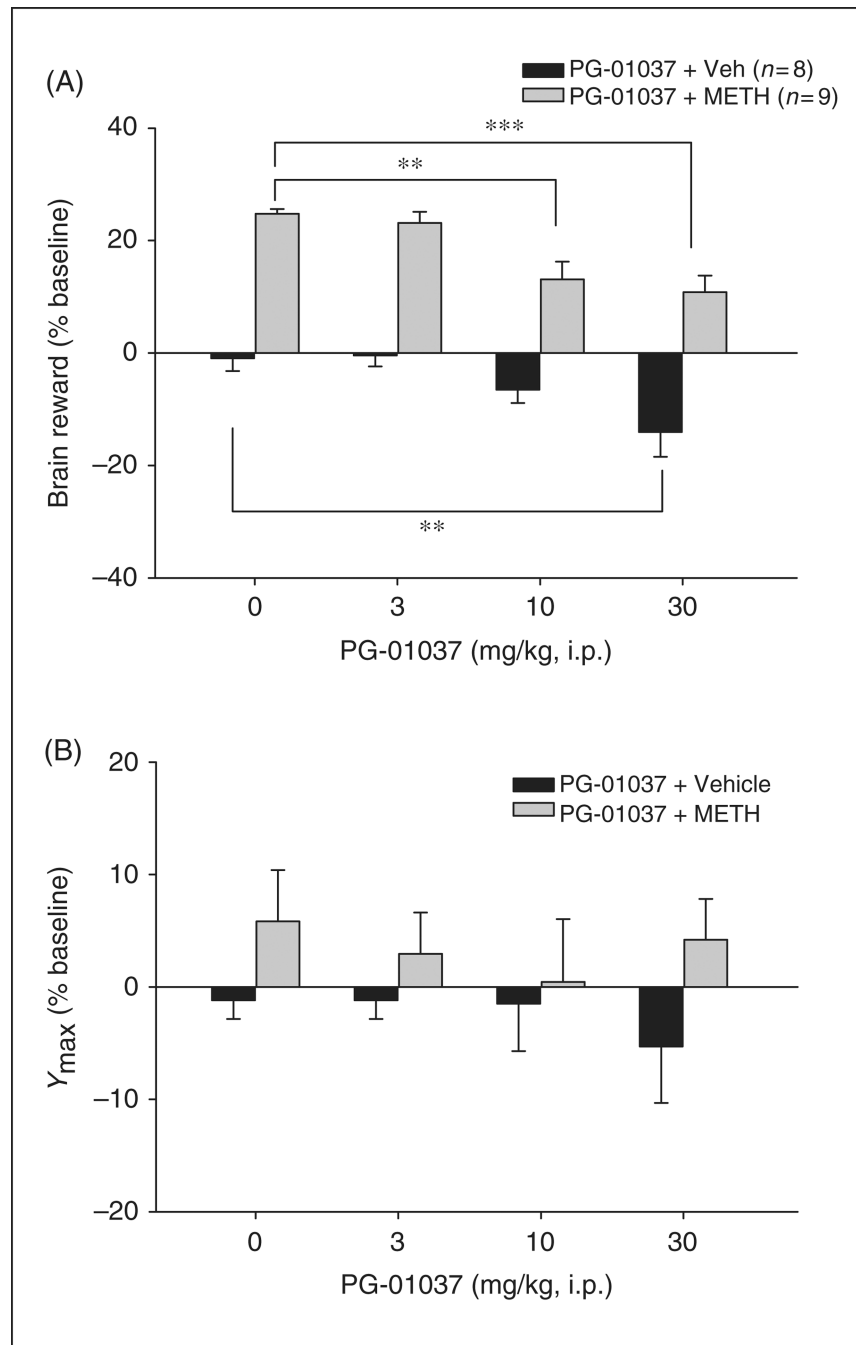 (A)
PG-01037 + Veh (n=8)
PG-01037 + METH (n=9)
40
20
0
−20
−40
Brain reward (% baseline)
***
**
**
0 3 10 30
PG-01037 (mg/kg, i.p.)
(B)
PG-01037 + Vehicle
PG-01037 + METH
20
10
0
−10
−20
Ymax (% baseline)
0 3 10 30
PG-01037 (mg/kg, i.p.)